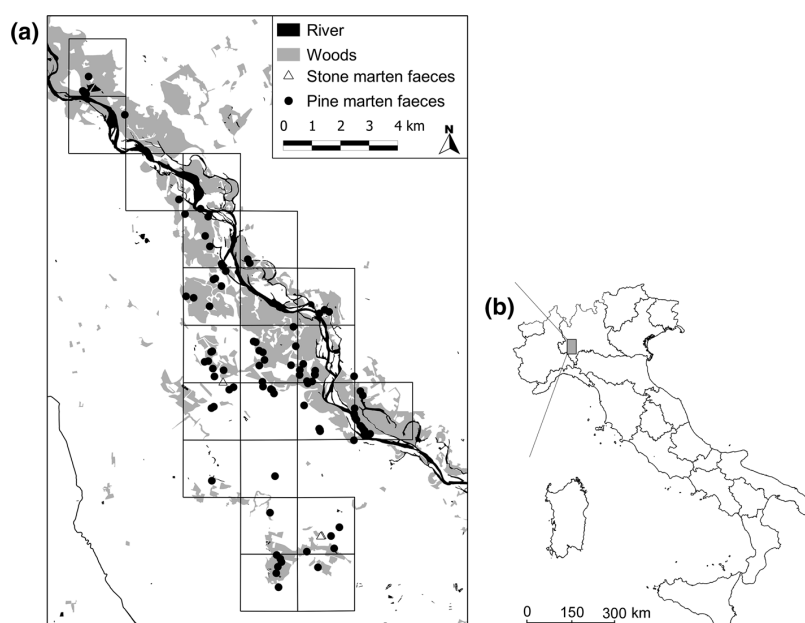 (a)
River
Woods
Stone marten faeces
Pine marten faeces
0 1 2 3 4 km
N
(b)
0 150 300 km